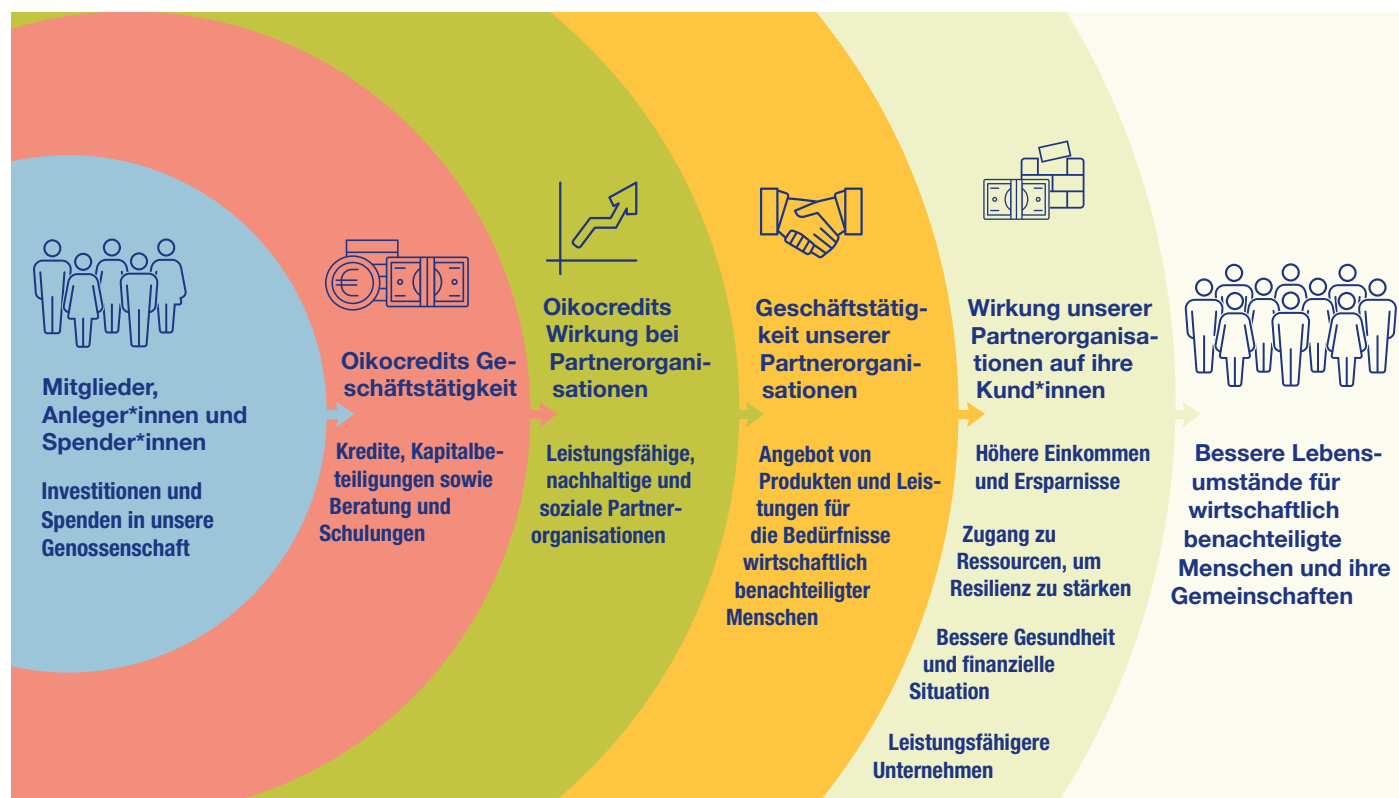 Mitglieder,
Anleger*innen und
Spender*innen
Investitionen und
Spenden in unsere
Genossenschaft
Oikocredits Ge-
schäftstätigkeit
Kredite, Kapitalbe-
teiligungen sowie
Beratung und
Schulungen
Oikocredits
Wirkung bei
Partnerorgani-
sationen
Leistungsfähige,
nachhaltige und
soziale Partner-
organisationen
Geschäftstätig-
keit unserer
Partnerorgani-
sationen
Angebot von
Produkten und Leis-
tungen für
die Bedürfnisse
wirtschaftlich
benachteiligter
Menschen
Wirkung unserer
Partnerorganisa-
tionen auf ihre
Kund*innen
Höhere Einkommen
und Ersparnisse
Zugang zu
Ressourcen, um
Resilienz zu stärken
Bessere Gesundheit
und finanzielle
Situation
Leistungsfähigere
Unternehmen
Bessere Lebens-
umstände für
wirtschaftlich
benachteiligte
Menschen und ihre
Gemeinschaften